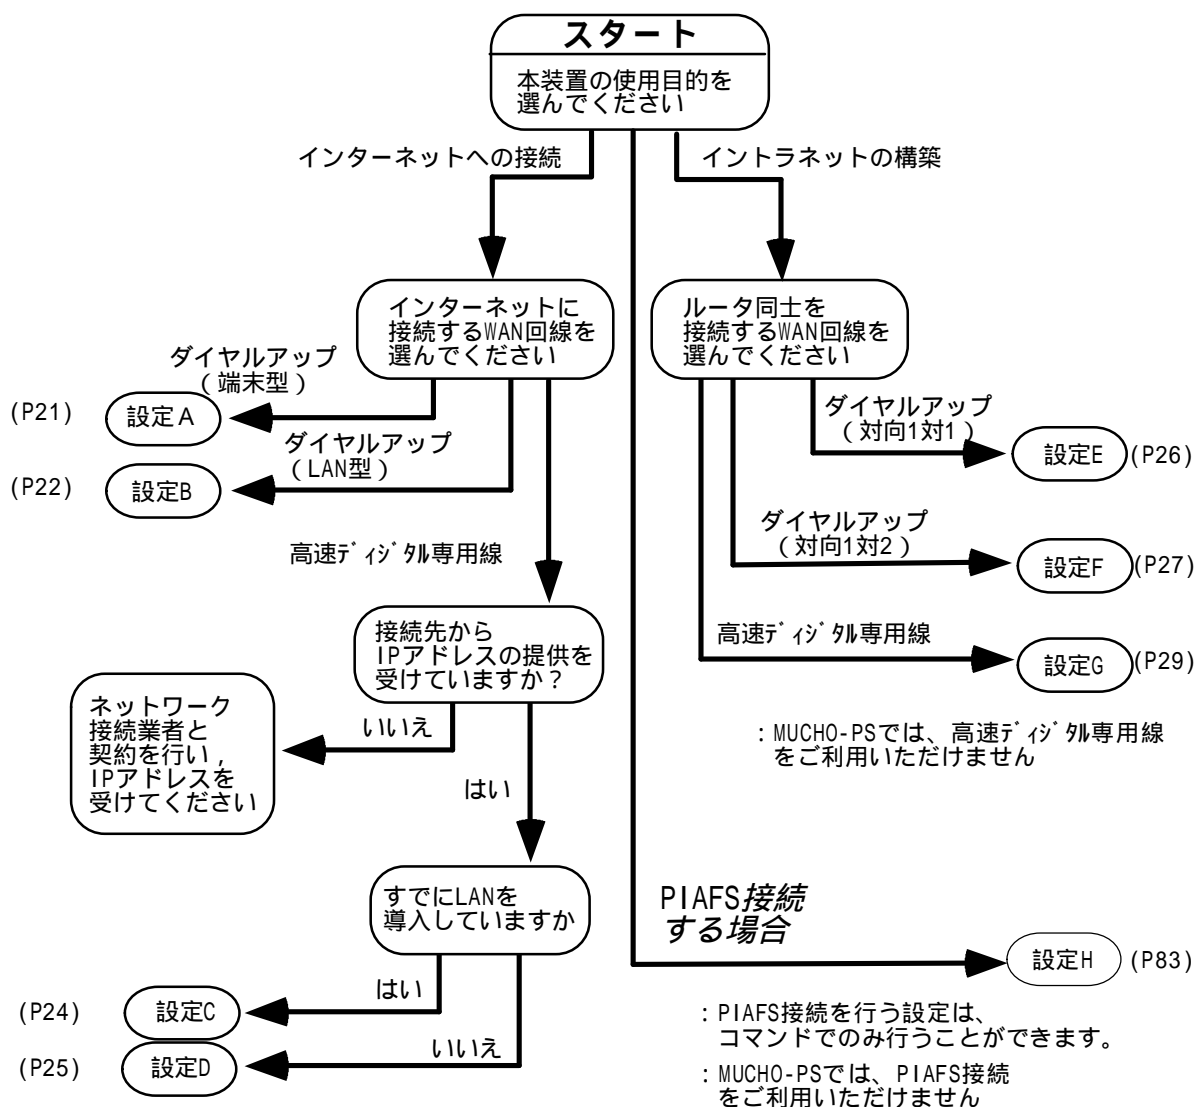 スタート
本装置の使用目的を
選んでください
インターネットへの接続
イントラネットの構築
インターネットに
接続するWAN回線を
選んでください
ルータ同士を
接続するWAN回線を
選んでください
ダイヤルアップ
(端末型)
(P21)
設定A
ダイヤルアップ
(LAN型)
(P22)
設定B
ダイヤルアップ
(対向1対1)
設定E
(P26)
ダイヤルアップ
(対向1対2)
設定F
(P27)
高速ディジタル専用線
高速ディジタル専用線
設定G
(P29)
接続先から
IPアドレスの提供を
受けていますか?
いいえ
ネットワーク
接続業者と
契約を行い,
IPアドレスを
受けてください
はい
:MUCHO-PSでは、高速ディジタル専用線
をご利用いただけません
すでにLANを
導入していますか
PIAFS接続
する場合
設定H
(P83)
はい
(P24)
設定C
いいえ
(P25)
設定D
:PIAFS接続を行う設定は、
コマンドでのみ行うことができます。
:MUCHO-PSでは、PIAFS接続
をご利用いただけません